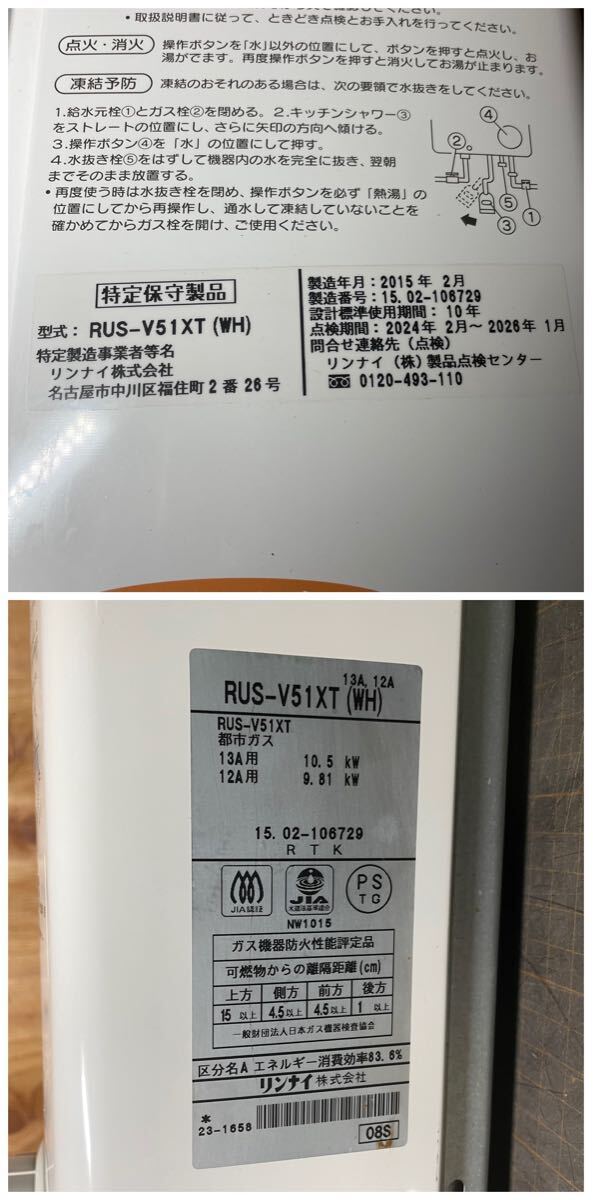 • 取扱説明書に従って、ときどき点検とお手入れを行ってください。
点火・消火 操作ボタンを「水」以外の位置にして、ボタンを押すと点火し、お
湯がでます。再度操作ボタンを押すと消火してお湯が止まります。
凍結予防 凍結のおそれのある場合は、次の要領で水抜きをしてください。
1.給水元栓①とガス栓②を閉める。2.キッチンシャワー③
をストレートの位置にし、さらに矢印の方向へ傾ける。
3.操作ボタン④を「水」の位置にして押す。
4.水抜き栓⑤をはずして機器内の水を完全に抜き、翌朝
までそのまま放置する。
• 再度使う時は水抜き栓を閉め、操作ボタンを必ず「熱湯」の
位置にしてから再操作し、通水して凍結していないことを
確かめてからガス栓を開け、ご使用ください。
④
②
⑤
③
①
特定保守製品
型式：RUS-V51XT (WH)
特定製造事業者等名
リンナイ株式会社
名古屋市中川区福住町2番26号
製造年月：2015年 2月
製造番号：15.02-106729
設計標準使用期間：10年
点検期間：2024年 2月〜 2026年 1月
問合せ連絡先（点検）
リンナイ（株）製品点検センター
0120-493-110
13A, 12A
RUS-V51XT (WH)
RUS-V51XT
都市ガス
13A用 10.5 kW
12A用 9.81 kW
15.02-106729
R T K
JIA認証
JIA
PS
TG
NW1015
ガス機器防火性能評定品
可燃物からの離隔距離(cm)
上方 側方 前方 後方
15以上 4.5以上 4.5以上 1以上
一般財団法人日本ガス機器検査協会
区分名A エネルギー消費効率83.6%
リンナイ株式会社
*
23-1658
08S